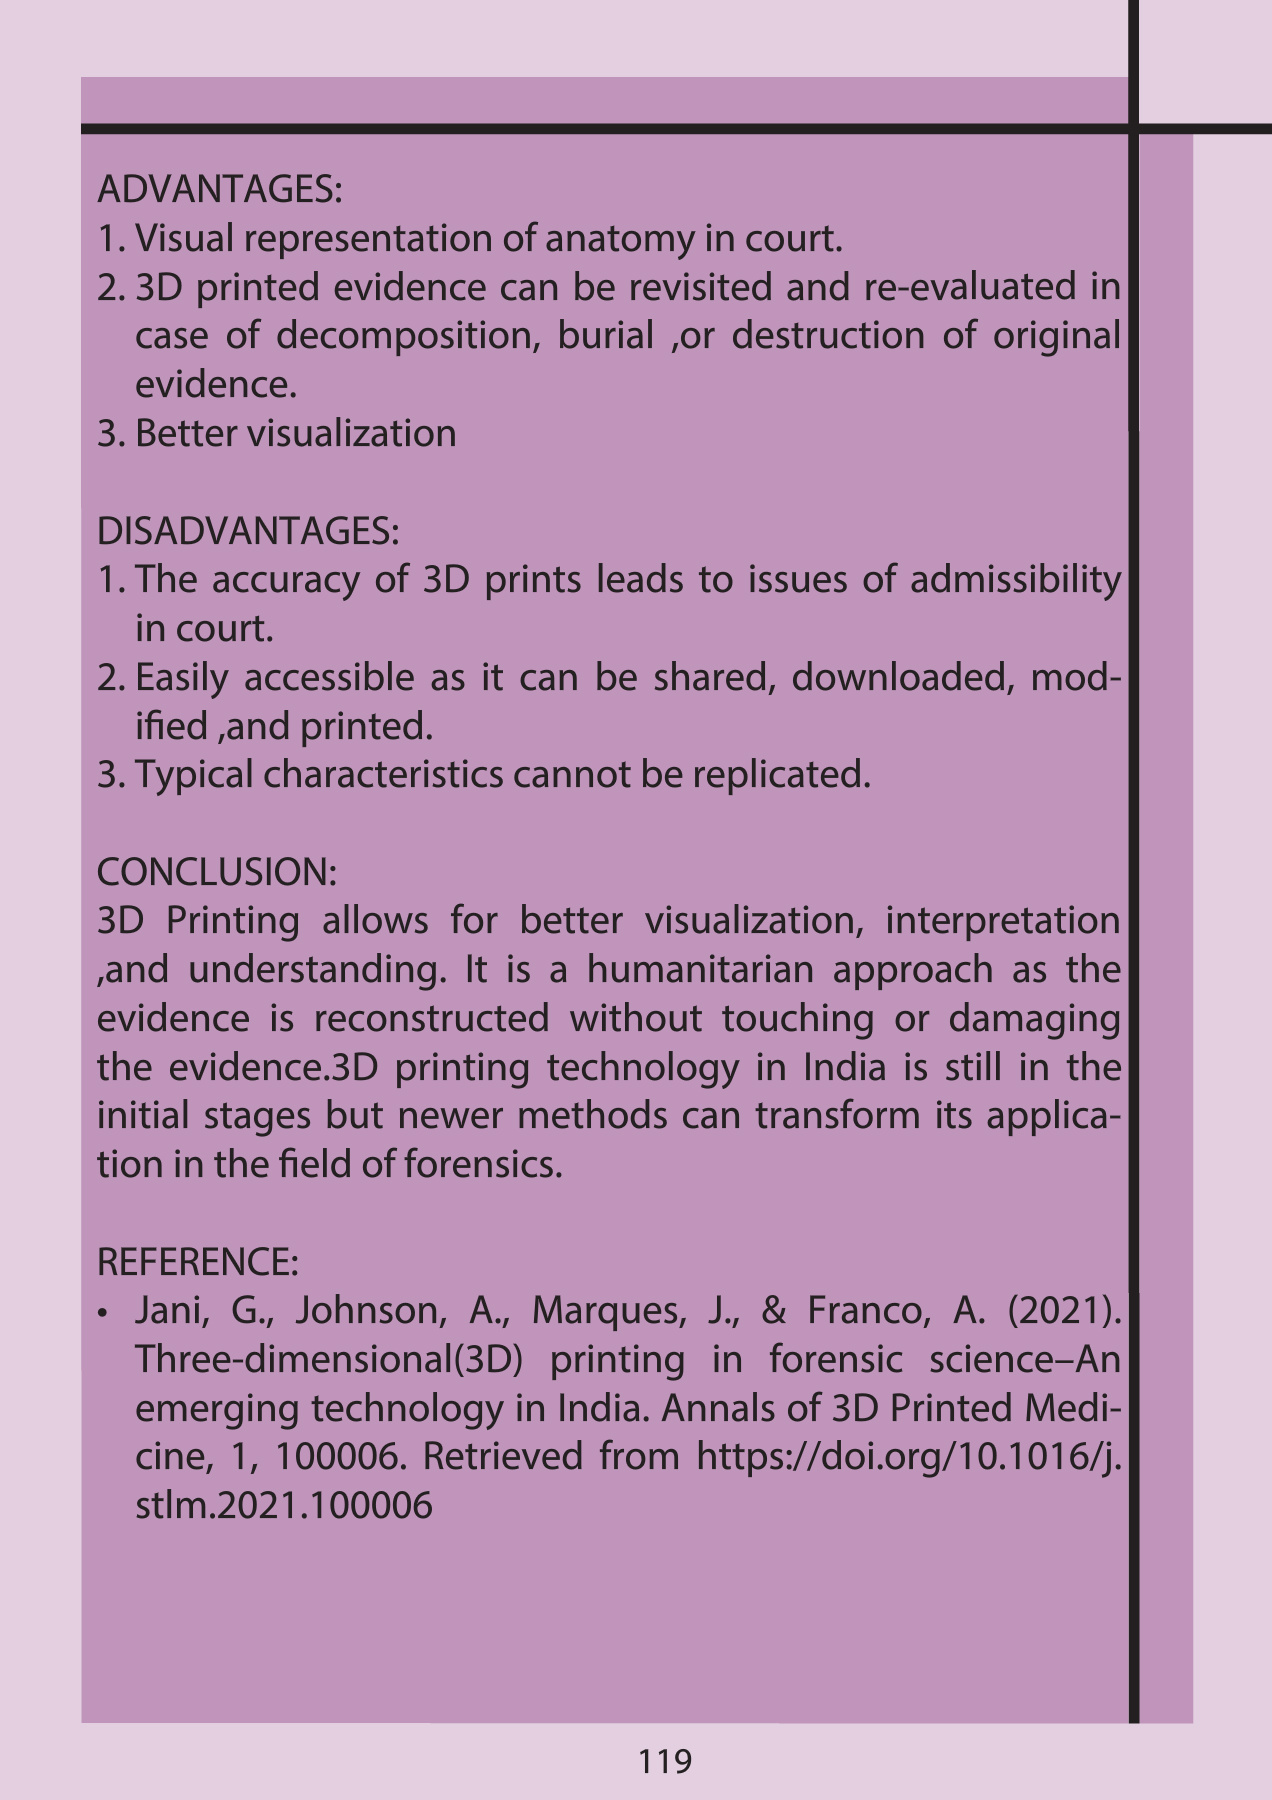 ADVANTAGES:
1. Visual representation of anatomy in court.
2. 3D printed evidence can be revisited and re-evaluated in
case of decomposition, burial ,or destruction of original
evidence.
3. Better visualization
DISADVANTAGES:
1. The accuracy of 3D prints leads to issues of admissibility
in court.
2. Easily accessible as it can be shared, downloaded, mod-
ified ,and printed.
3. Typical characteristics cannot be replicated.
CONCLUSION:
3D Printing allows for better visualization, interpretation
,and understanding. It is a humanitarian approach as the
evidence is reconstructed without touching or damaging
the evidence.3D printing technology in India is still in the
initial stages but newer methods can transform its applica-
tion in the field of forensics.
REFERENCE:
• Jani, G., Johnson, A., Marques, J., & Franco, A. (2021).
Three-dimensional(3D) printing in forensic science–An
emerging technology in India. Annals of 3D Printed Medi-
cine, 1, 100006. Retrieved from https://doi.org/10.1016/j.
stlm.2021.100006
119